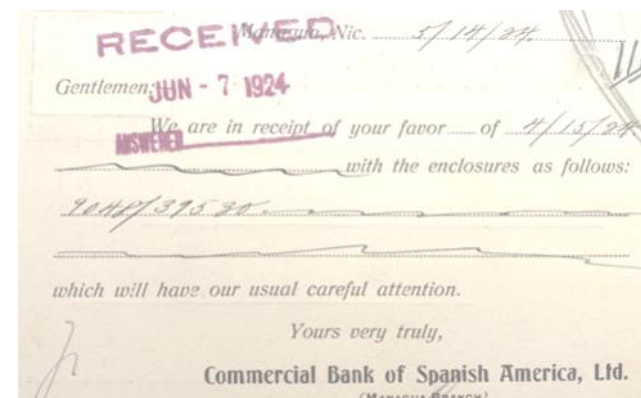 RECEIVED
Managua, Nic. 5/14/24.
Gentlemen:
JUN - 7 1924
We are in receipt of your favor of 4/15/24
ANSWERED
with the enclosures as follows:
which will have our usual careful attention.
Yours very truly,
Commercial Bank of Spanish America, Ltd.
(MANAGUA BRANCH)